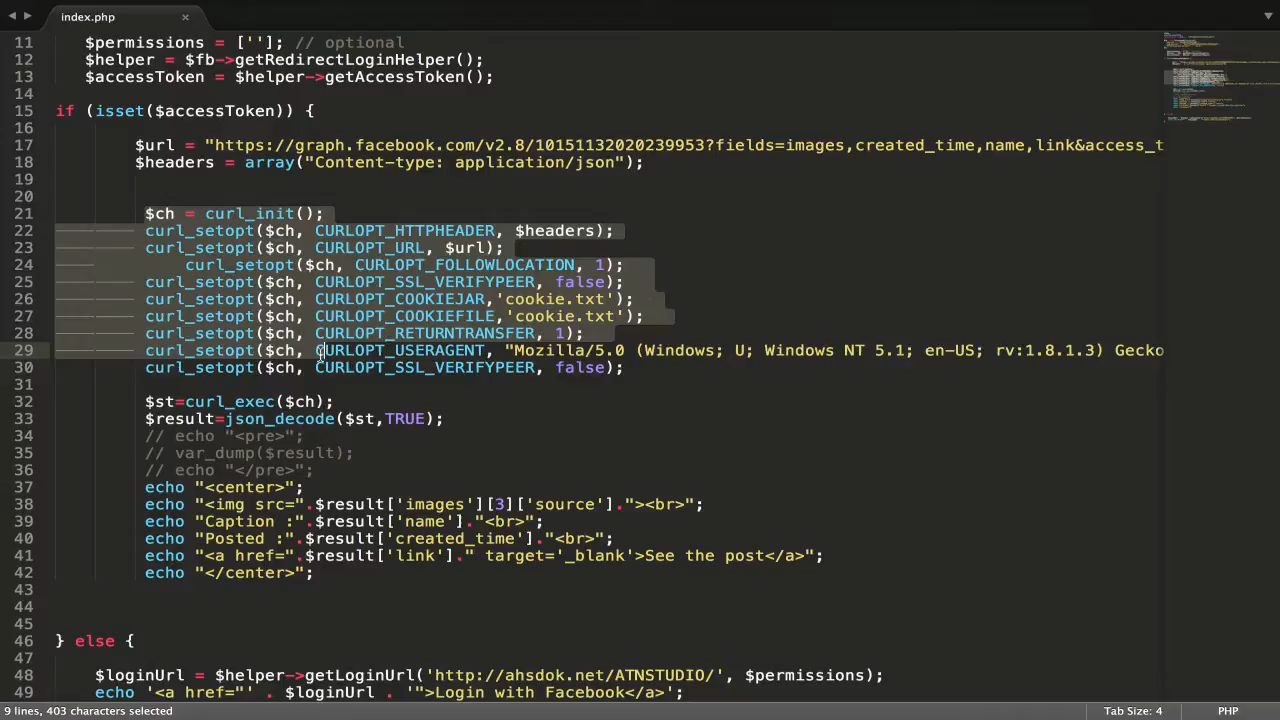 index.php
11 $permissions = ['']; // optional
12 $helper = $fb->getRedirectLoginHelper();
13 $accessToken = $helper->getAccessToken();
14
15 if (isset($accessToken)) {
16
17 $url = "https://graph.facebook.com/v2.8/10151132020239953?fields=images,created_time,name,link&access_t
18 $headers = array("Content-type: application/json");
19
20
21 $ch = curl_init();
22 curl_setopt($ch, CURLOPT_HTTPHEADER, $headers);
23 curl_setopt($ch, CURLOPT_URL, $url);
24 curl_setopt($ch, CURLOPT_FOLLOWLOCATION, 1);
25 curl_setopt($ch, CURLOPT_SSL_VERIFYPEER, false);
26 curl_setopt($ch, CURLOPT_COOKIEJAR,'cookie.txt');
27 curl_setopt($ch, CURLOPT_COOKIEFILE,'cookie.txt');
28 curl_setopt($ch, CURLOPT_RETURNTRANSFER, 1);
29 curl_setopt($ch, CURLOPT_USERAGENT, "Mozilla/5.0 (Windows; U; Windows NT 5.1; en-US; rv:1.8.1.3) Gecko
30 curl_setopt($ch, CURLOPT_SSL_VERIFYPEER, false);
31
32 $st=curl_exec($ch);
33 $result=json_decode($st,TRUE);
34 // echo "<pre>";
35 // var_dump($result);
36 // echo "</pre>";
37 echo "<center>";
38 echo "<img src=".$result['images'][3]['source']."><br>";
39 echo "Caption :".$result['name']."<br>";
40 echo "Posted :".$result['created_time']."<br>";
41 echo "<a href=".$result['link']." target='_blank'>See the post</a>";
42 echo "</center>";
43
44
45
46 } else {
47
48 $loginUrl = $helper->getLoginUrl('http://ahsdok.net/ATNSTUDIO/', $permissions);
49 echo '<a href="' . $loginUrl . '">Login with Facebook</a>';
9 lines, 403 characters selected
Tab Size: 4
PHP